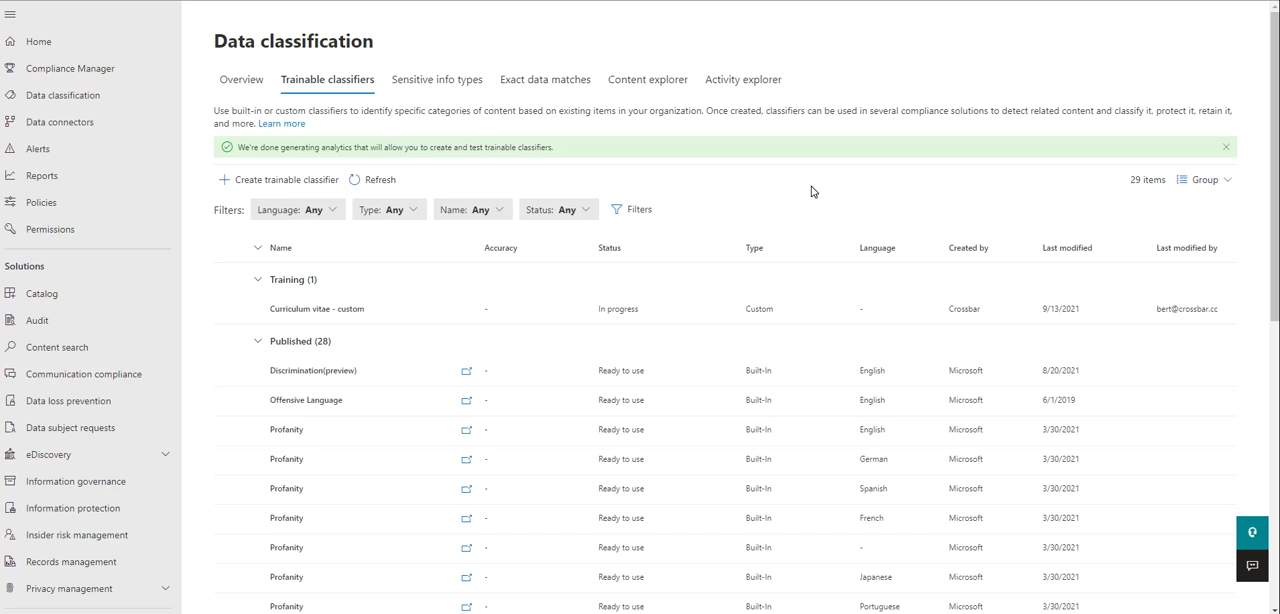 Data classification
Overview Trainable classifiers Sensitive info types Exact data matches Content explorer Activity explorer
Use built-in or custom classifiers to identify specific categories of content based on existing items in your organization. Once created, classifiers can be used in several compliance solutions to detect related content and classify it, protect it, retain it,
and more. Learn more
We're done generating analytics that will allow you to create and test trainable classifiers.
Create trainable classifier Refresh 29 items Group
Filters: Language: Any Type: Any Name: Any Status: Any Filters
Name Accuracy Status Type Language Created by Last modified Last modified by
Training (1)
Curriculum vitae - custom - In progress Custom - Crossbar 9/13/2021 bert@crossbar.cc
Published (28)
Discrimination(preview) - Ready to use Built-In English Microsoft 8/20/2021
Offensive Language - Ready to use Built-In English Microsoft 6/1/2019
Profanity - Ready to use Built-In English Microsoft 3/30/2021
Profanity - Ready to use Built-In German Microsoft 3/30/2021
Profanity - Ready to use Built-In Spanish Microsoft 3/30/2021
Profanity - Ready to use Built-In French Microsoft 3/30/2021
Profanity - Ready to use Built-In - Microsoft 3/30/2021
Profanity - Ready to use Built-In Japanese Microsoft 3/30/2021
Profanity - Ready to use Built-In Portuguese Microsoft 3/30/2021
Home
Compliance Manager
Data classification
Data connectors
Alerts
Reports
Policies
Permissions
Solutions
Catalog
Audit
Content search
Communication compliance
Data loss prevention
Data subject requests
eDiscovery
Information governance
Information protection
Insider risk management
Records management
Privacy management